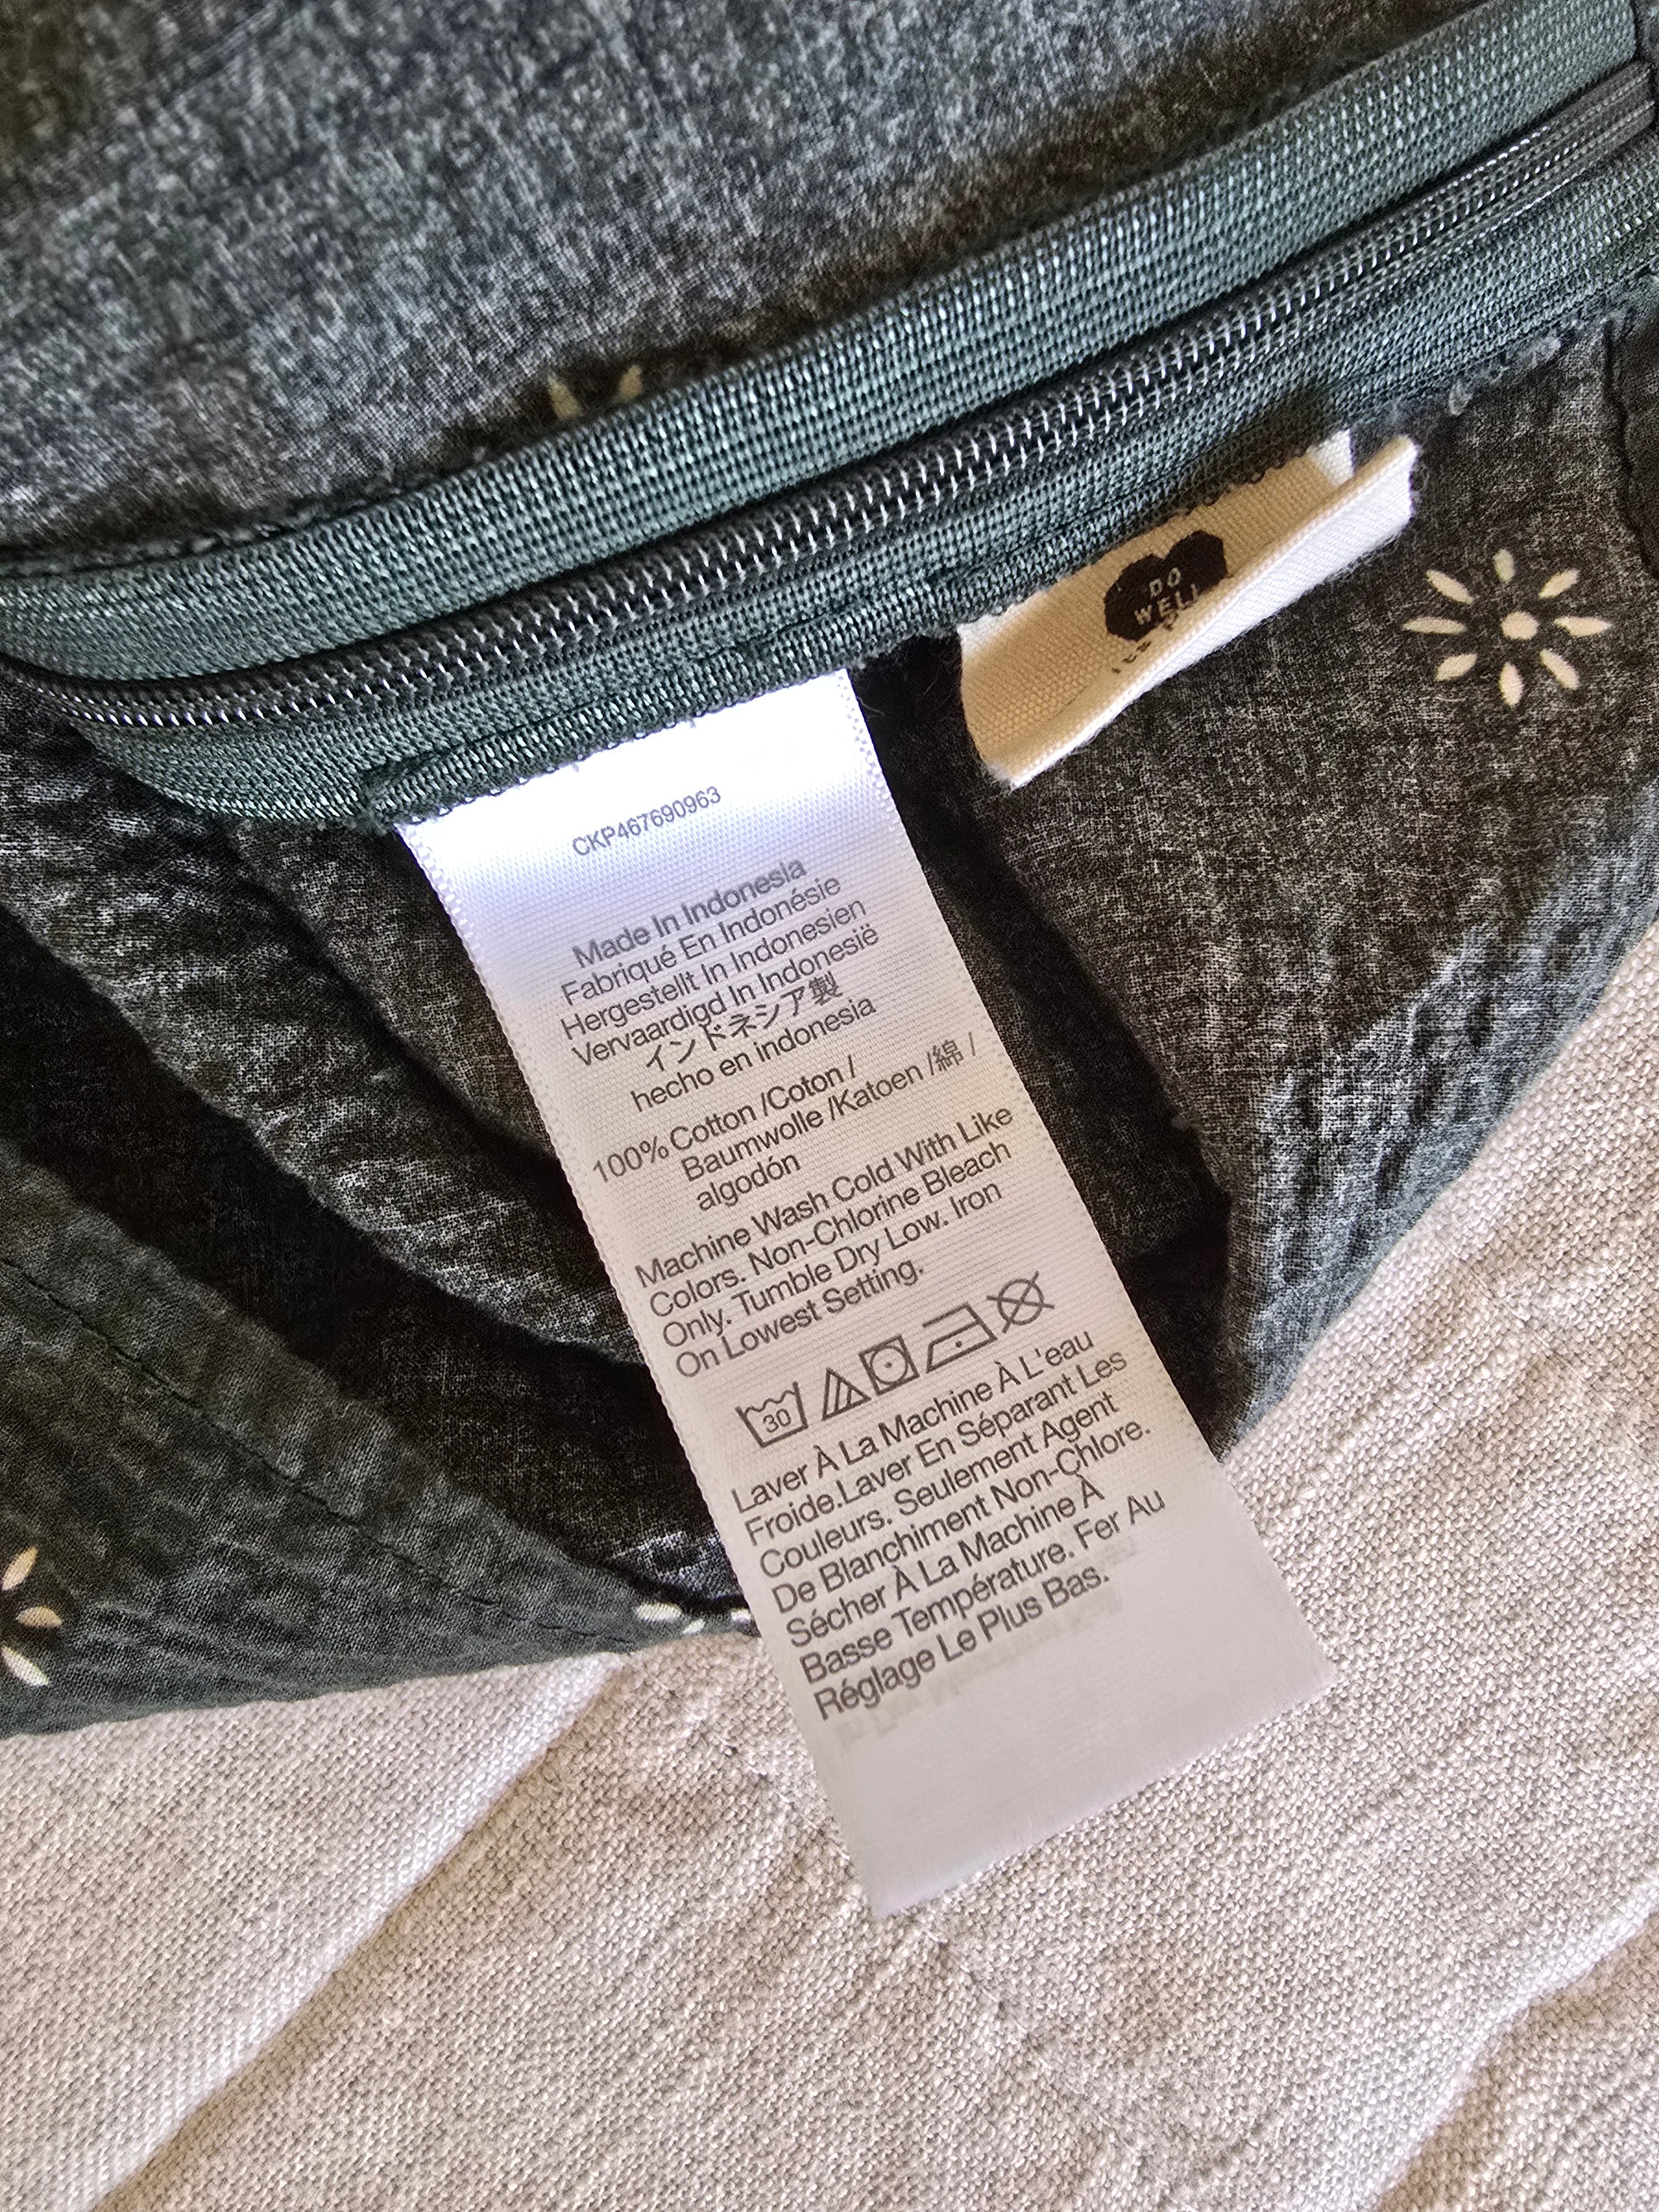 CKP467690963
Made In Indonesia
Fabriqué En Indonésie
Hergestellt In Indonesien
Vervaardigd In Indonesië
インドネシア製
hecho en indonesia
100% Cotton /Coton /
Baumwolle /Katoen /綿 /
algodón
Machine Wash Cold With Like
Colors. Non-Chlorine Bleach
Only. Tumble Dry Low. Iron
On Lowest Setting.
30
Laver À La Machine À L'eau
Froide.Laver En Séparant Les
Couleurs. Seulement Agent
De Blanchiment Non-Chlore.
Sécher À La Machine À
Basse Température. Fer Au
Réglage Le Plus Bas.
DO
WELL